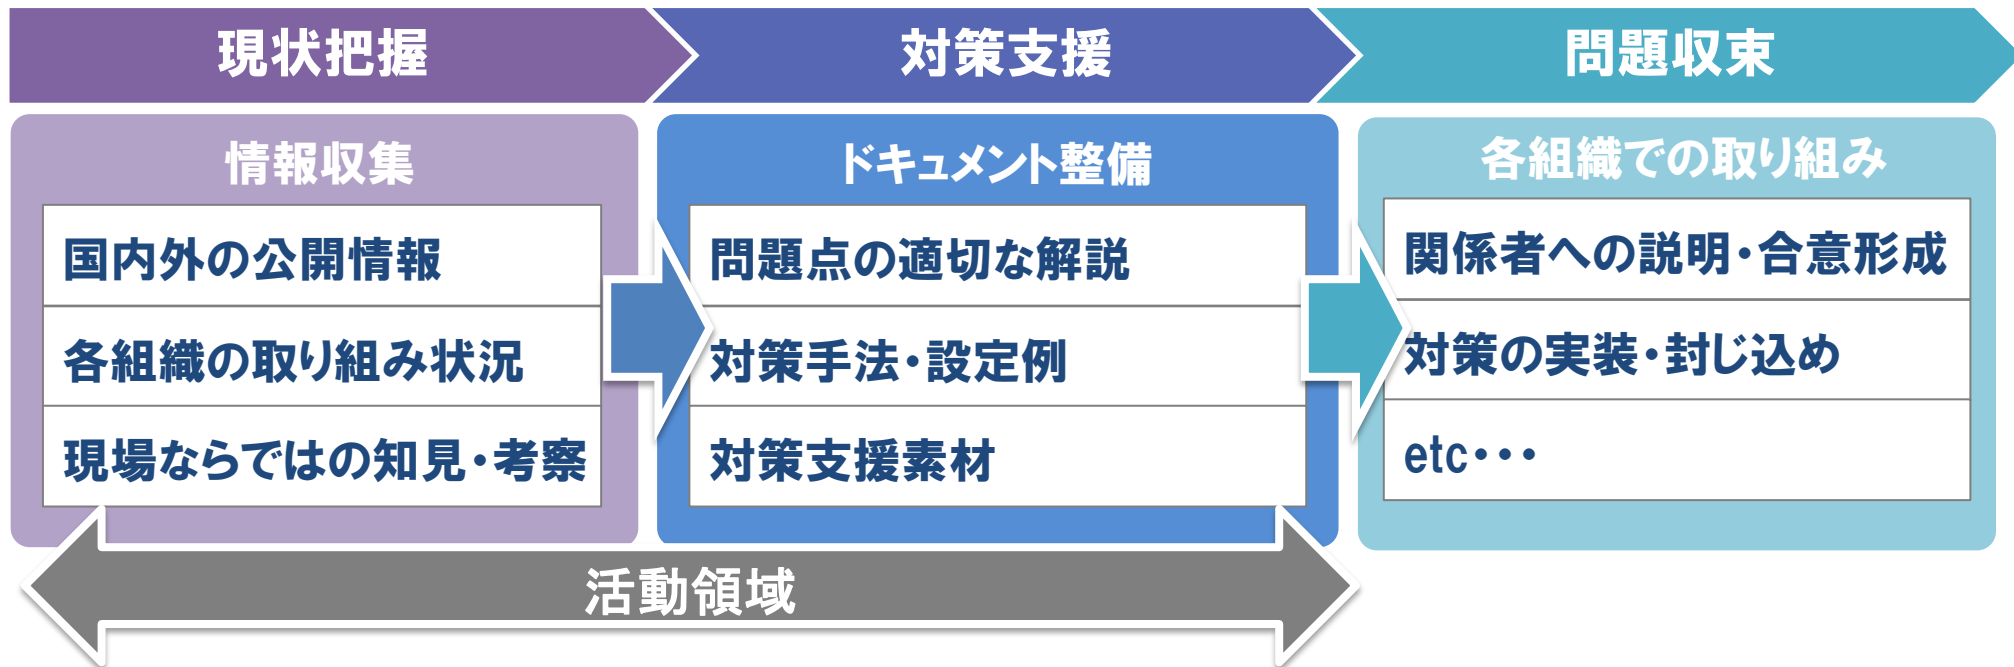 現状把握
対策支援
問題収束
情報収集
国内外の公開情報
各組織の取り組み状況
現場ならではの知見・考察
ドキュメント整備
問題点の適切な解説
対策手法・設定例
対策支援素材
各組織での取り組み
関係者への説明・合意形成
対策の実装・封じ込め
etc・・・
活動領域